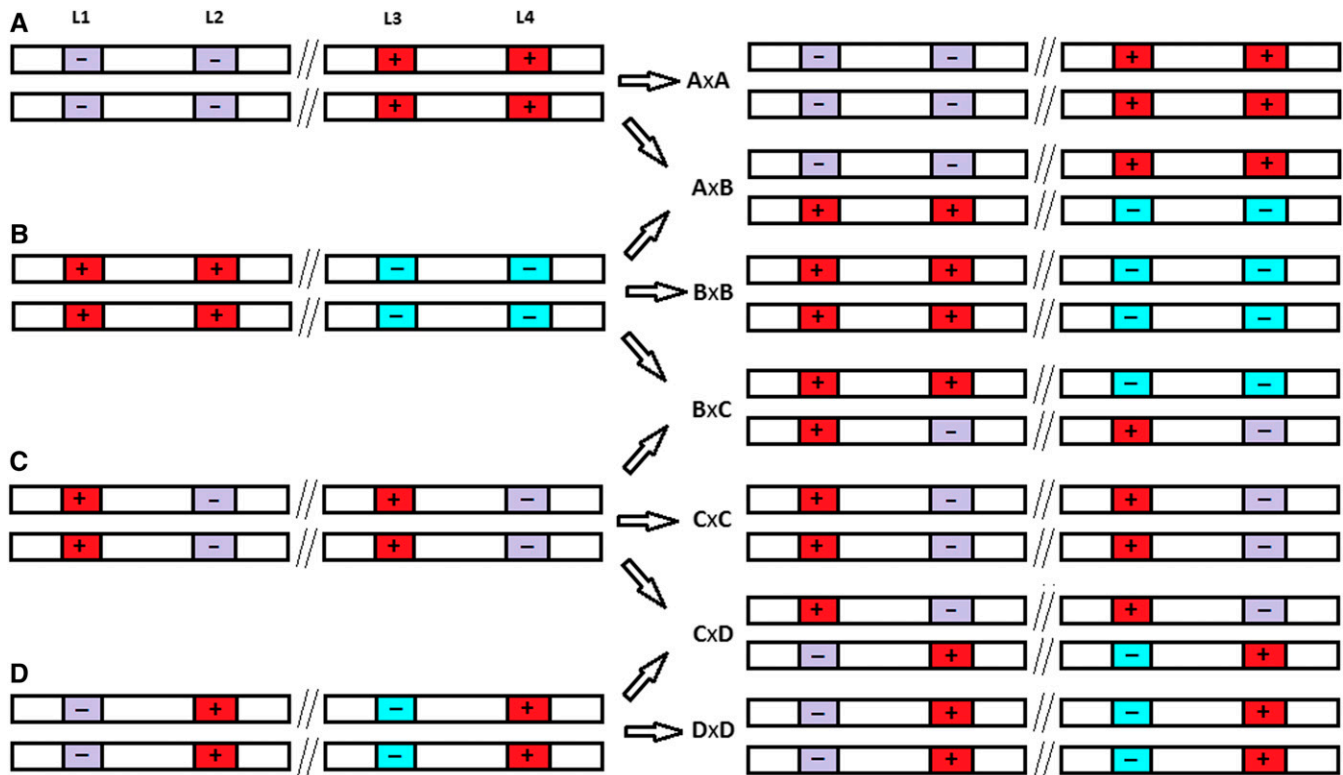 A L1 L2 L3 L4
− − + + − − + +
− − + + AxA − − + +
− − + +
AxB + + − −
B
+ + − − BxB + + − −
+ + − − + + − −
+ + − −
BxC + − + −
C
+ − + − CxC + − + −
+ − + − + − + −
+ − + −
CxD − + − +
D
− + − + DxD − + − +
− + − + − + − +